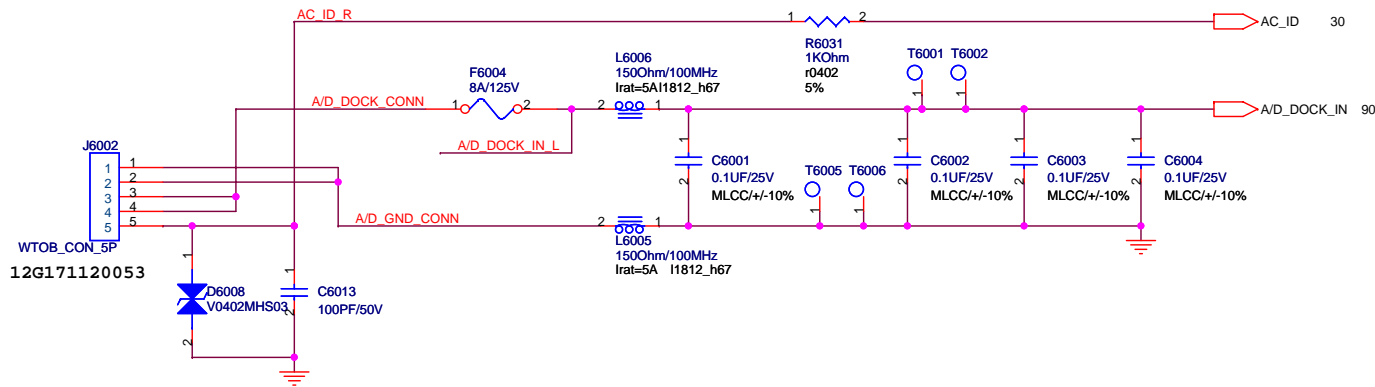 AC_ID_R
1
2
AC_ID 30
R6031
1KOhm
r0402
5%
T6001
T6002
1
1
L6006
150Ohm/100MHz
Irat=5A l1812_h67
2
1
F6004
8A/125V
A/D_DOCK_CONN
1
2
A/D_DOCK_IN 90
A/D_DOCK_IN_L
J6002
1
2
3
4
5
1
2
3
4
5
WTOB_CON_5P
12G171120053
1
2
C6001
0.1UF/25V
MLCC/+/-10%
T6005
T6006
1
1
1
2
C6002
0.1UF/25V
MLCC/+/-10%
1
2
C6003
0.1UF/25V
MLCC/+/-10%
1
2
C6004
0.1UF/25V
MLCC/+/-10%
A/D_GND_CONN
2
1
L6005
150Ohm/100MHz
Irat=5A l1812_h67
1
2
D6008
V0402MHS03
1
2
C6013
100PF/50V